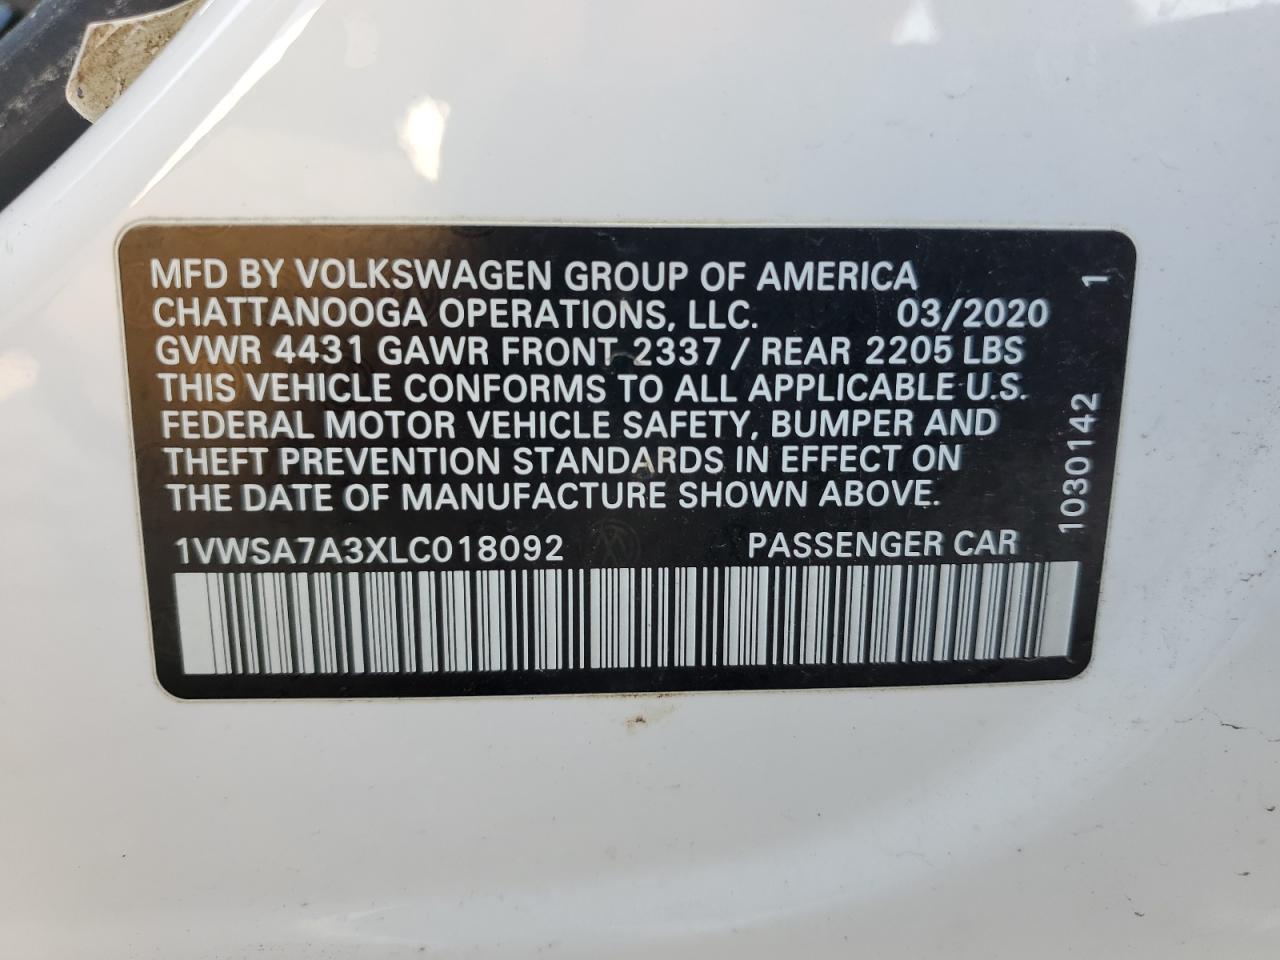 MFD BY VOLKSWAGEN GROUP OF AMERICA
CHATTANOOGA OPERATIONS, LLC. 03/2020
GVWR 4431 GAWR FRONT 2337 / REAR 2205 LBS
THIS VEHICLE CONFORMS TO ALL APPLICABLE U.S.
FEDERAL MOTOR VEHICLE SAFETY, BUMPER AND
THEFT PREVENTION STANDARDS IN EFFECT ON
THE DATE OF MANUFACTURE SHOWN ABOVE.
1VWSA7A3XLC018092 PASSENGER CAR
1030142 1